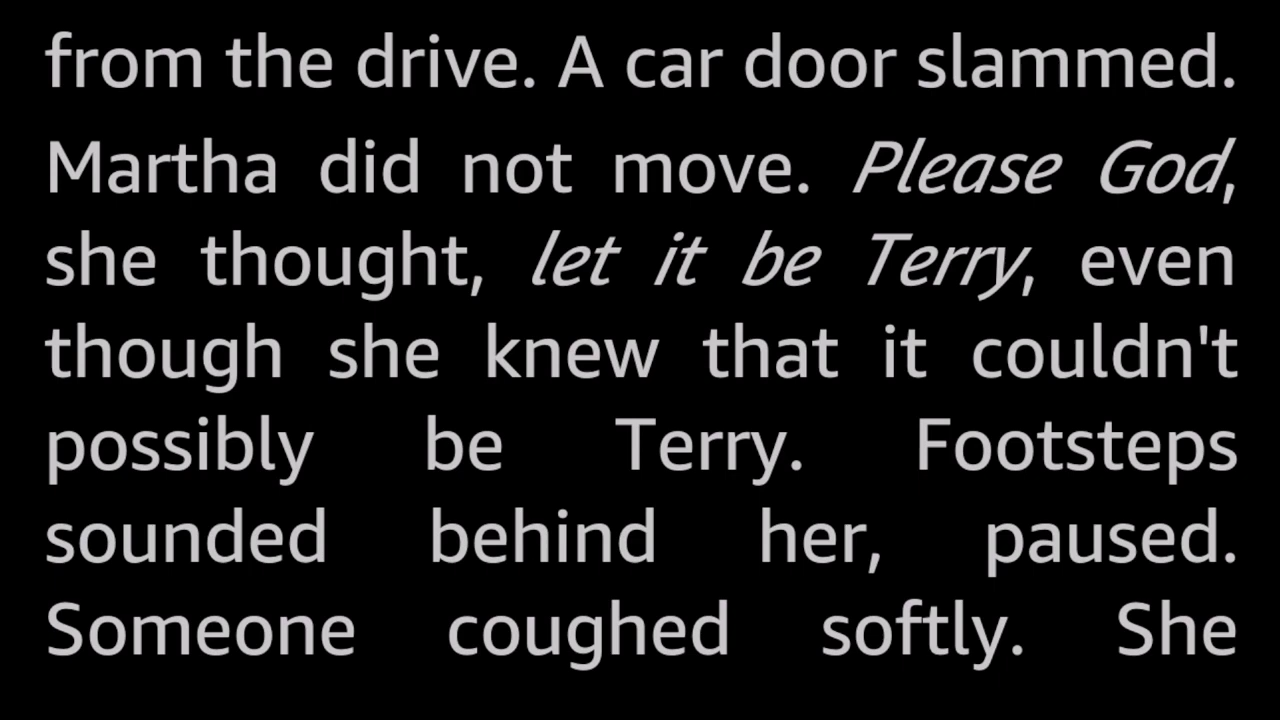 from the drive. A car door slammed.
Martha did not move. Please God,
she thought, let it be Terry, even
though she knew that it couldn't
possibly be Terry. Footsteps
sounded behind her, paused.
Someone coughed softly. She